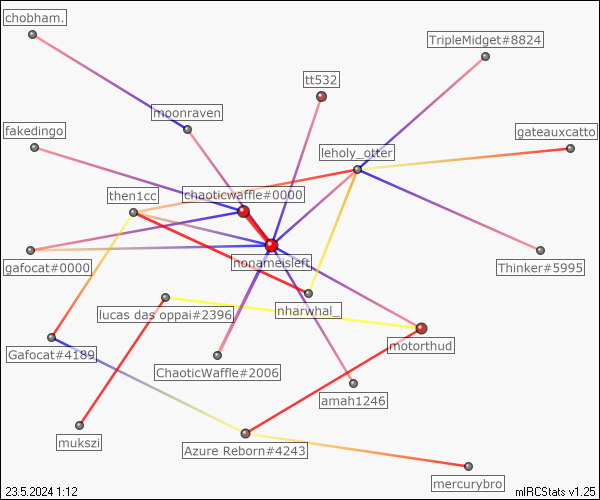 chobham.
TripleMidget#8824
tt532
moonraven
fakedingo
gateauxcatto
leholy_otter
then1cc
chaoticwaffle#0000
nonameisleft
gafocat#0000
Thinker#5995
nharwhal_
lucas das oppai#2396
motorthud
Gafocat#4189
ChaoticWaffle#2006
amah1246
mukszi
Azure Reborn#4243
mercurybro
23.5.2024 1:12
mIRCStats v1.25